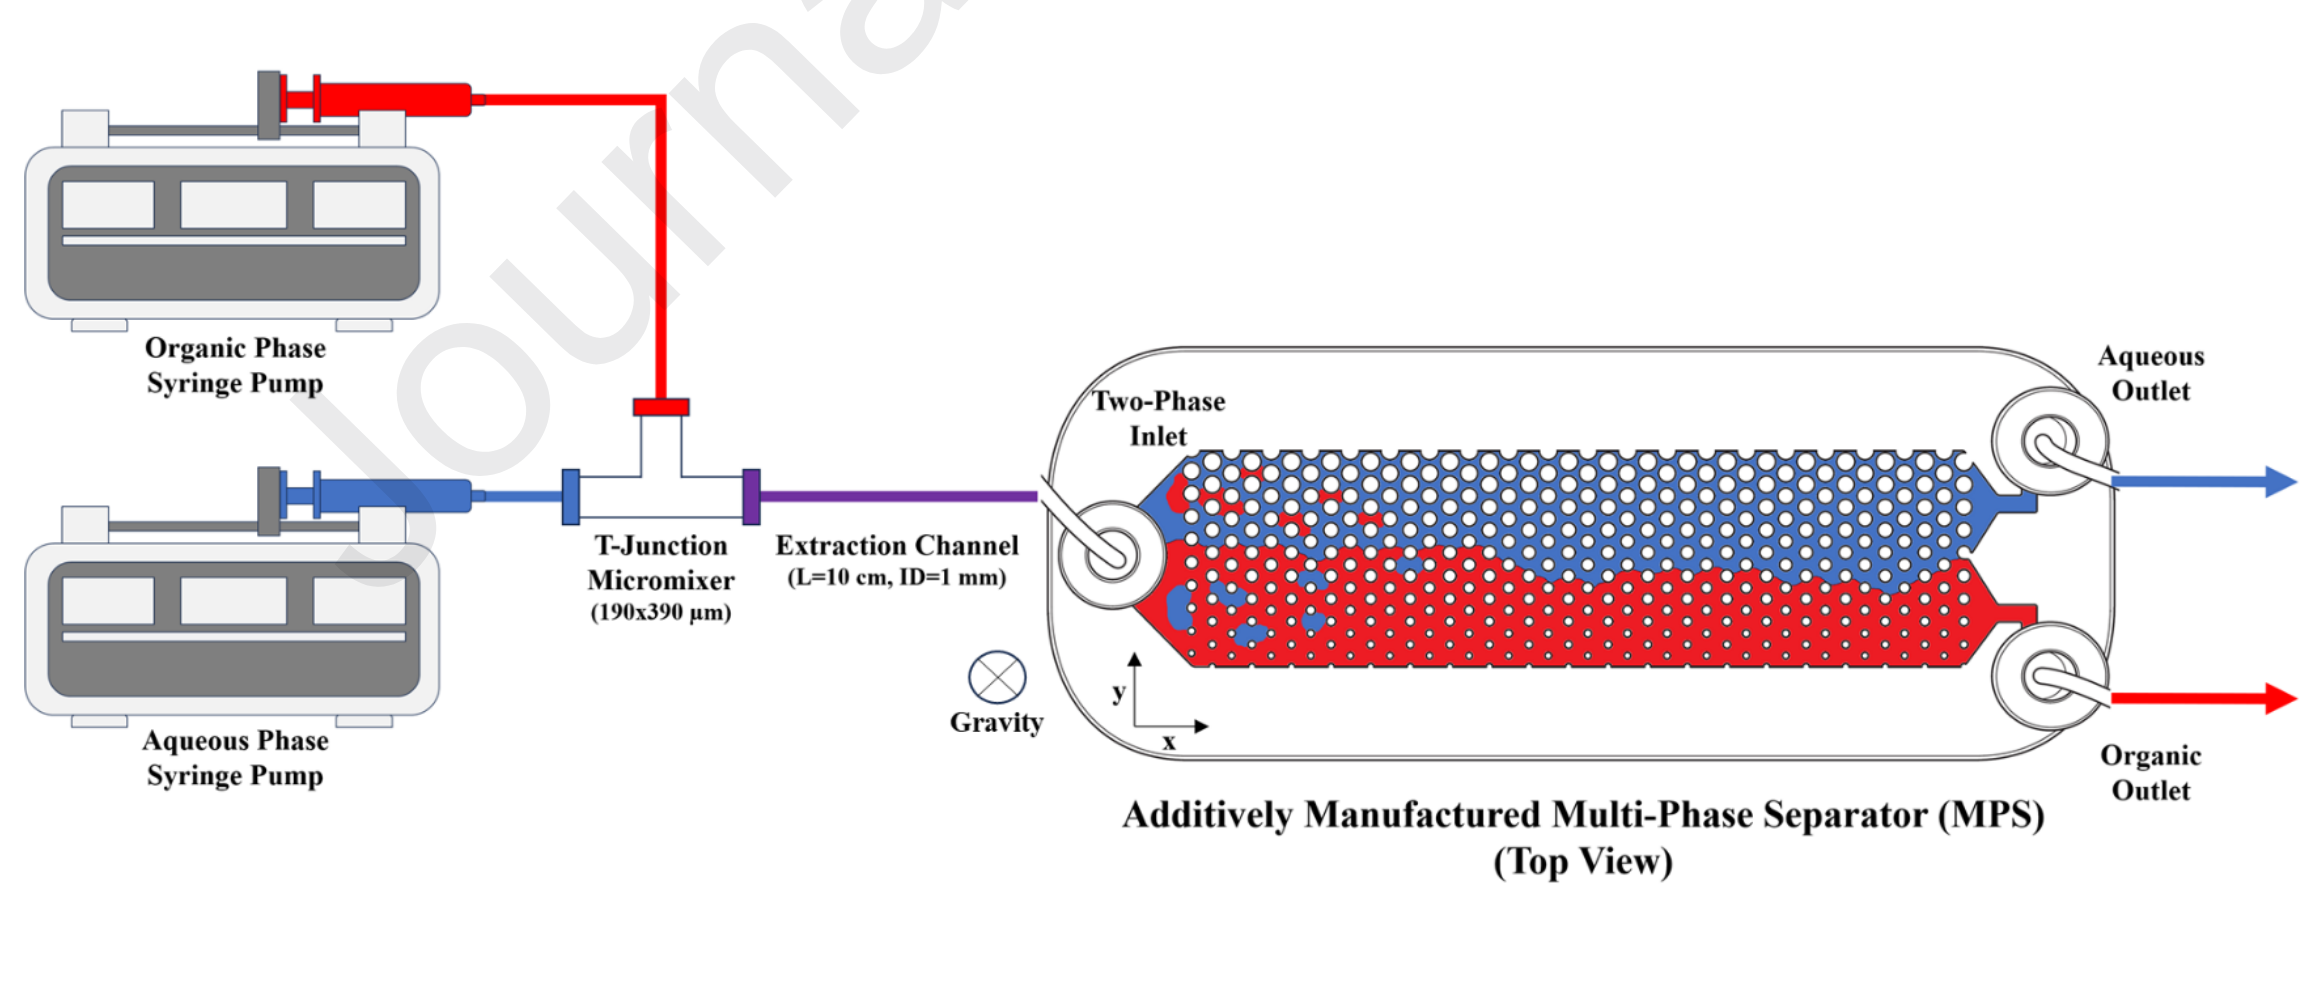 Journa
Organic Phase
Syringe Pump
Aqueous Phase
Syringe Pump
T-Junction
Micromixer
(190x390 µm)
Extraction Channel
(L=10 cm, ID=1 mm)
Gravity
Two-Phase
Inlet
y
x
Aqueous
Outlet
Organic
Outlet
Additively Manufactured Multi-Phase Separator (MPS)
(Top View)